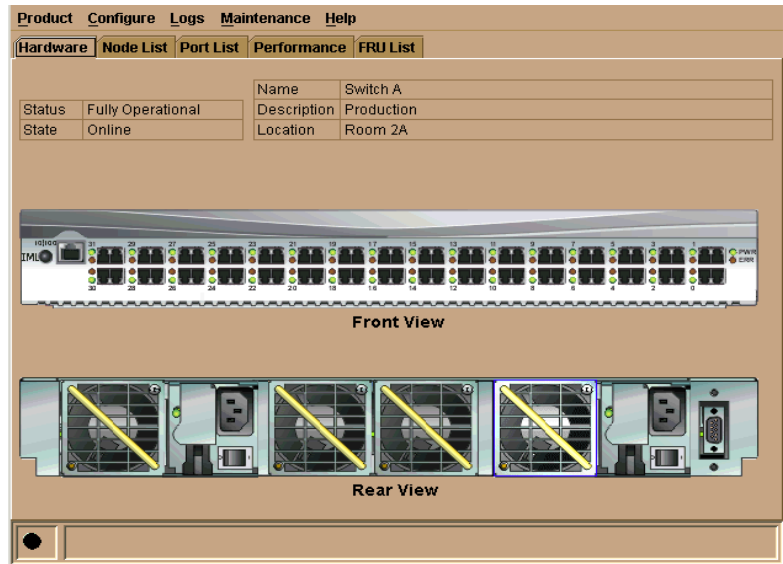 Product Configure Logs Maintenance Help
Hardware Node List Port List Performance FRU List
Name Switch A
Status Fully Operational Description Production
State Online Location Room 2A
10/100 31 29 27 25 23 21 19 17 15 13 11 9 7 5 3 1 PWR
IML ERR
30 28 26 24 22 20 18 16 14 12 10 8 6 4 2 0
Front View
Rear View